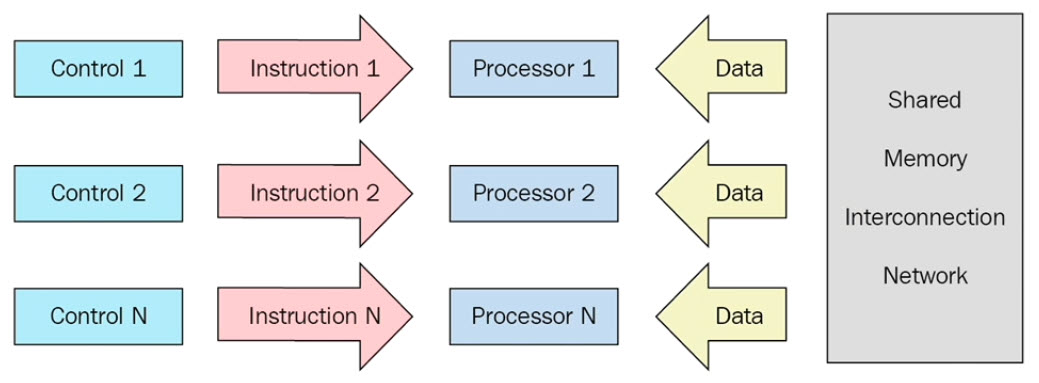 Control 1
Instruction 1
Processor 1
Data
Control 2
Instruction 2
Processor 2
Data
Control N
Instruction N
Processor N
Data
Shared
Memory
Interconnection
Network